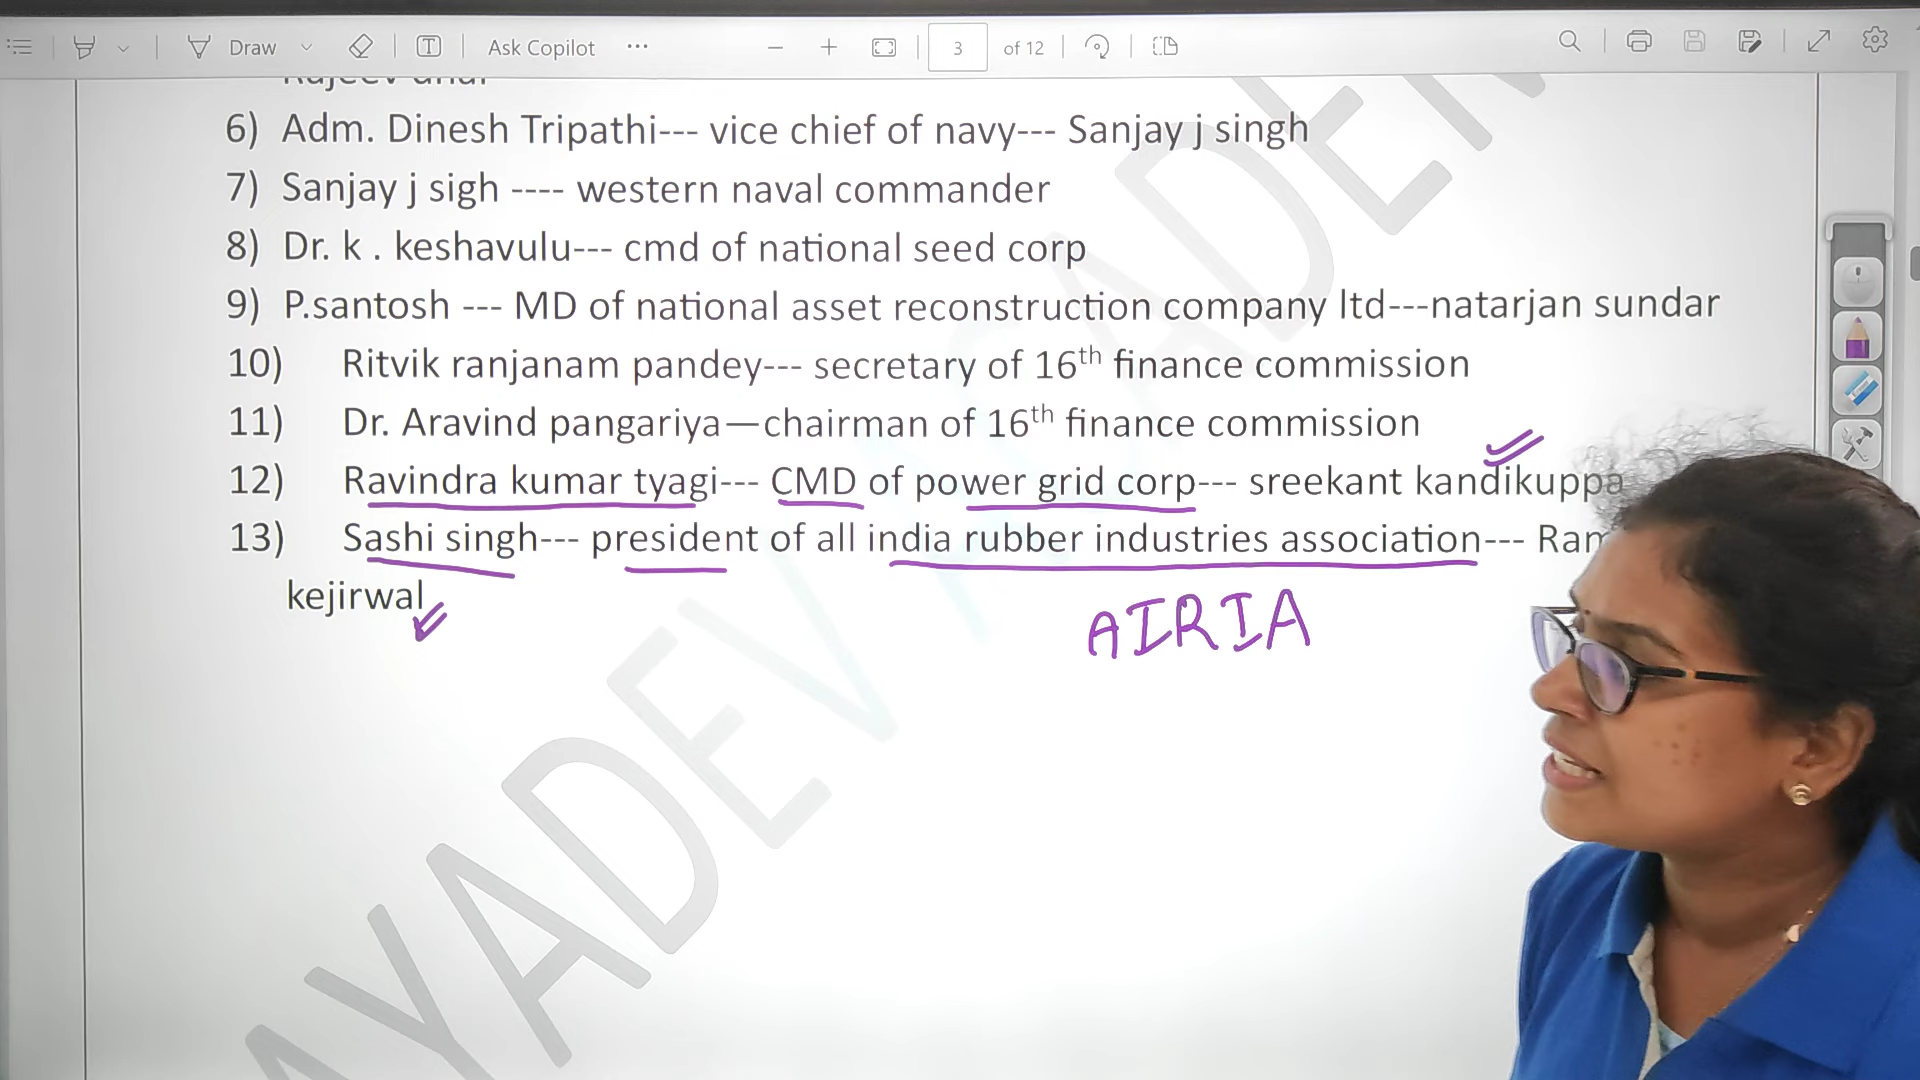 Draw
Ask Copilot
3 of 12
6) Adm. Dinesh Tripathi--- vice chief of navy--- Sanjay j singh
7) Sanjay j sigh ---- western naval commander
8) Dr. k . keshavulu--- cmd of national seed corp
9) P.santosh --- MD of national asset reconstruction company ltd---natarjan sundar
10) Ritvik ranjanam pandey--- secretary of 16th finance commission
11) Dr. Aravind pangariya—chairman of 16th finance commission
12) Ravindra kumar tyagi--- CMD of power grid corp--- sreekant kandikuppa
13) Sashi singh--- president of all india rubber industries association---
kejirwal
AIRIA